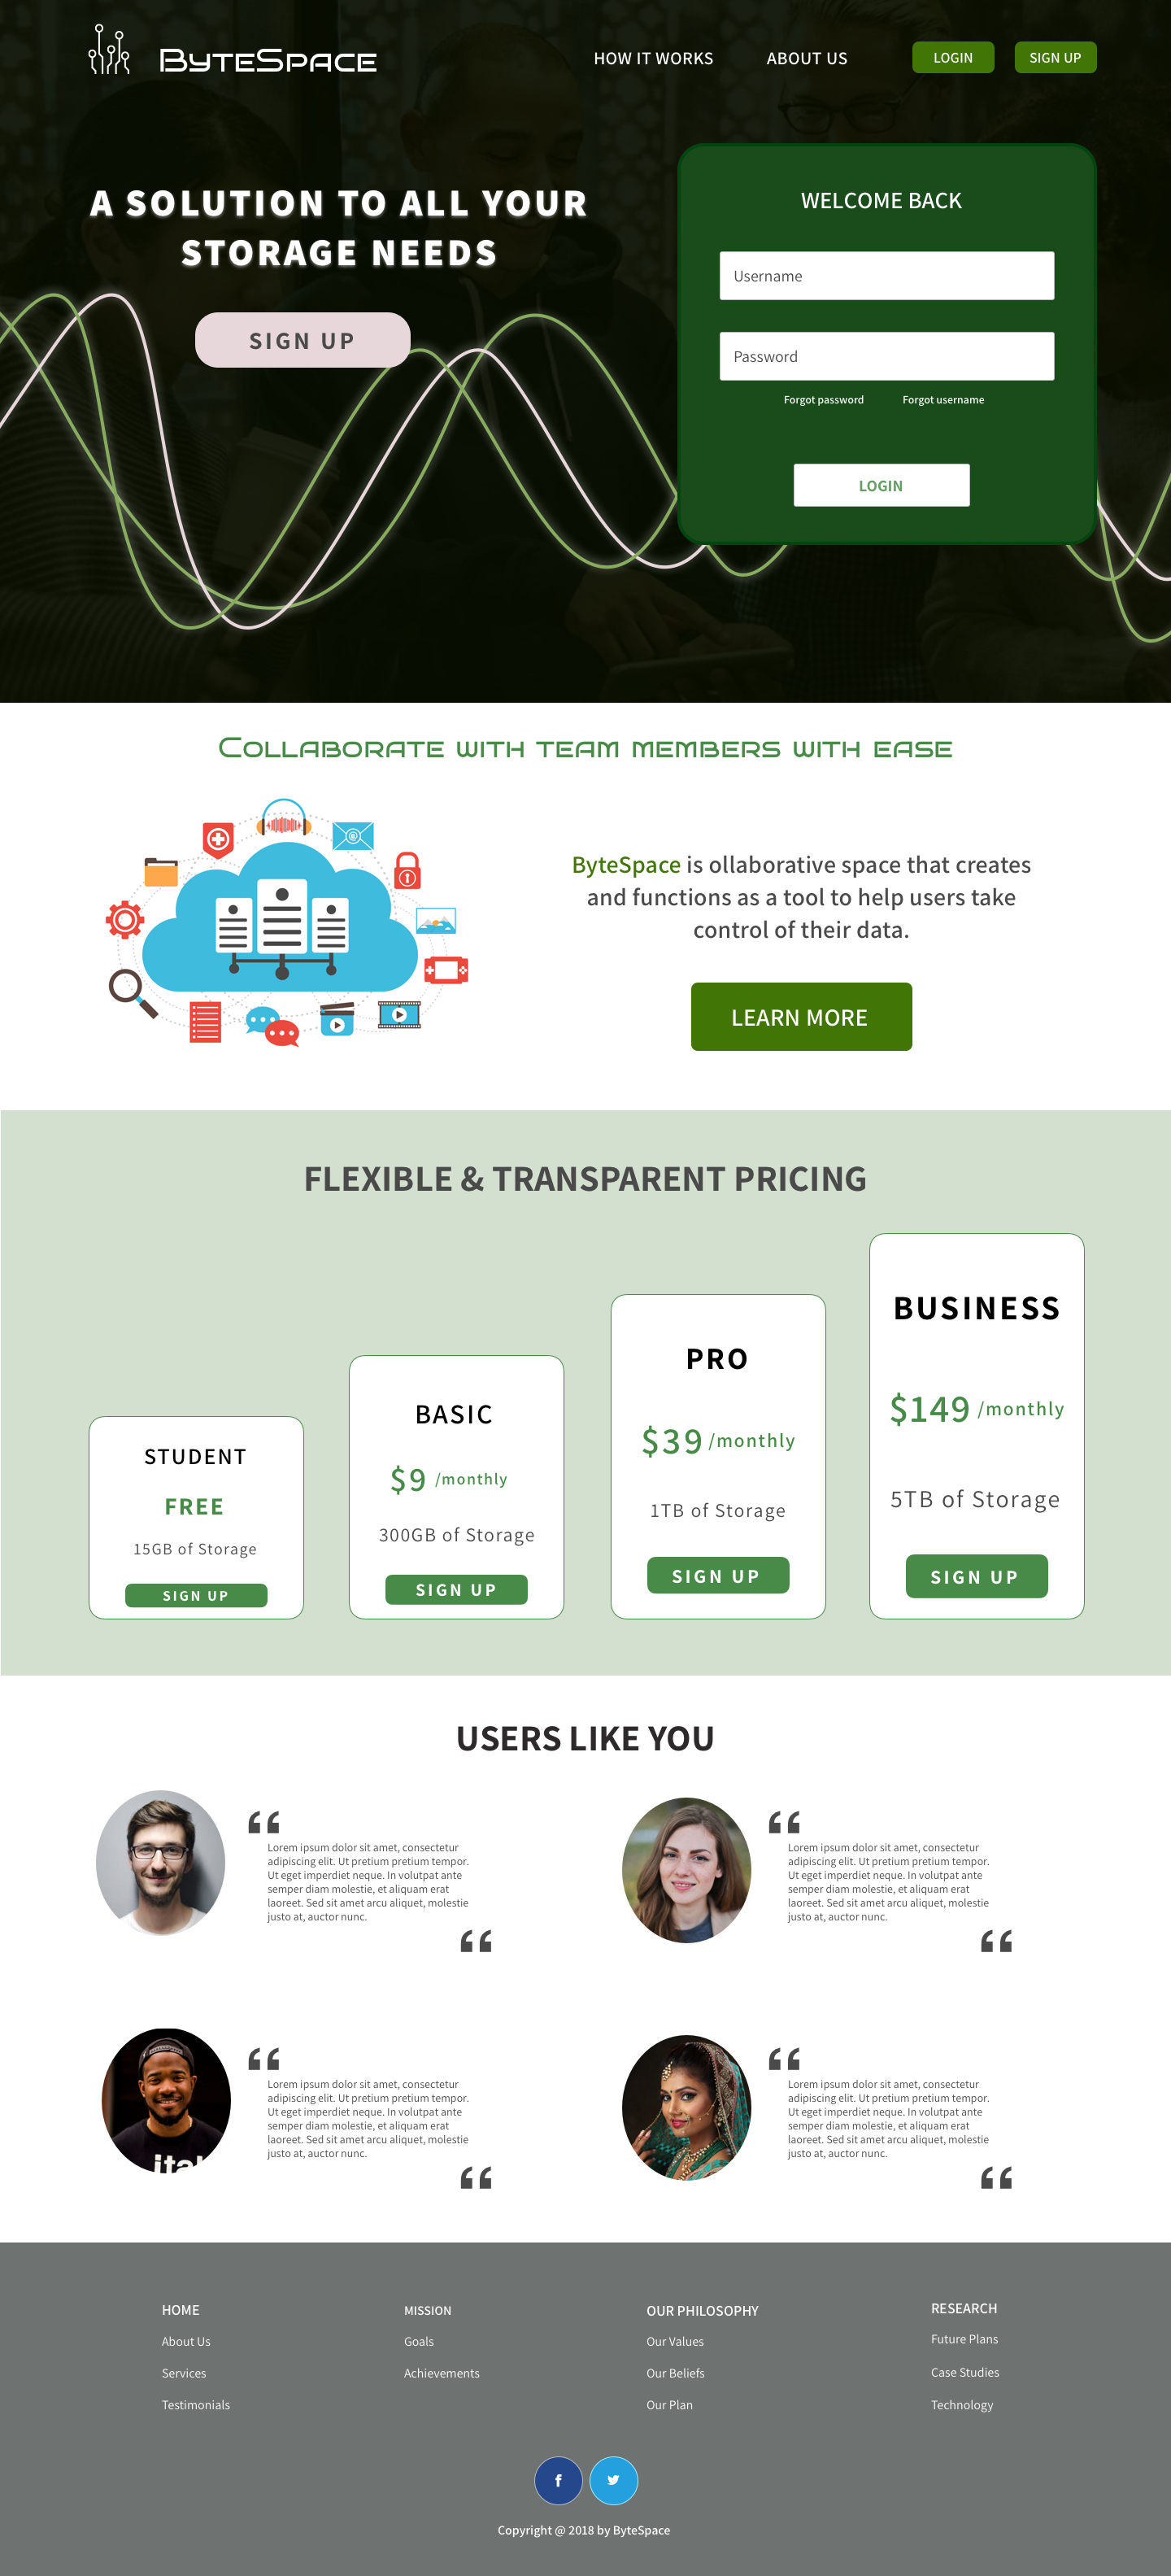 ByteSpace
HOW IT WORKS
ABOUT US
LOGIN
SIGN UP
A SOLUTION TO ALL YOUR
STORAGE NEEDS
SIGN UP
WELCOME BACK
Username
Password
Forgot password
Forgot username
LOGIN
Collaborate with team members with ease
ByteSpace is ollaborative space that creates
and functions as a tool to help users take
control of their data.
LEARN MORE
FLEXIBLE & TRANSPARENT PRICING
STUDENT
FREE
15GB of Storage
SIGN UP
BASIC
$9 /monthly
300GB of Storage
SIGN UP
PRO
$39 /monthly
1TB of Storage
SIGN UP
BUSINESS
$149 /monthly
5TB of Storage
SIGN UP
USERS LIKE YOU
Lorem ipsum dolor sit amet, consectetur
adipiscing elit. Ut pretium pretium tempor.
Ut eget imperdiet neque. In volutpat ante
semper diam molestie, et aliquam erat
laoreet. Sed sit amet arcu aliquet, molestie
justo at, auctor nunc.
Lorem ipsum dolor sit amet, consectetur
adipiscing elit. Ut pretium pretium tempor.
Ut eget imperdiet neque. In volutpat ante
semper diam molestie, et aliquam erat
laoreet. Sed sit amet arcu aliquet, molestie
justo at, auctor nunc.
Lorem ipsum dolor sit amet, consectetur
adipiscing elit. Ut pretium pretium tempor.
Ut eget imperdiet neque. In volutpat ante
semper diam molestie, et aliquam erat
laoreet. Sed sit amet arcu aliquet, molestie
justo at, auctor nunc.
Lorem ipsum dolor sit amet, consectetur
adipiscing elit. Ut pretium pretium tempor.
Ut eget imperdiet neque. In volutpat ante
semper diam molestie, et aliquam erat
laoreet. Sed sit amet arcu aliquet, molestie
justo at, auctor nunc.
HOME
About Us
Services
Testimonials
MISSION
Goals
Achievements
OUR PHILOSOPHY
Our Values
Our Beliefs
Our Plan
RESEARCH
Future Plans
Case Studies
Technology
Copyright @ 2018 by ByteSpace